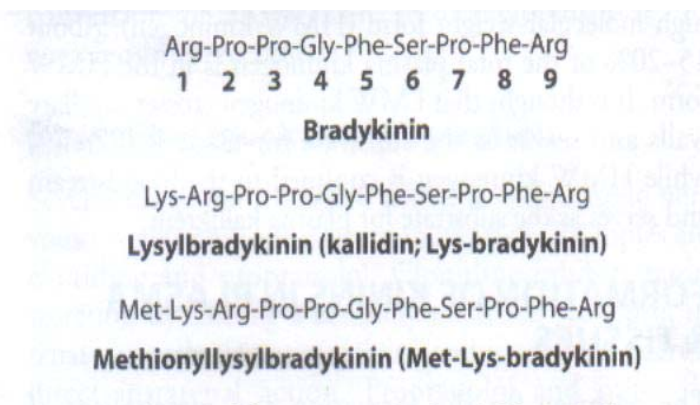 Arg-Pro-Pro-Gly-Phe-Ser-Pro-Phe-Arg
1 2 3 4 5 6 7 8 9
Bradykinin
Lys-Arg-Pro-Pro-Gly-Phe-Ser-Pro-Phe-Arg
Lysylbradykinin (kallidin; Lys-bradykinin)
Met-Lys-Arg-Pro-Pro-Gly-Phe-Ser-Pro-Phe-Arg
Methionyllysylbradykinin (Met-Lys-bradykinin)